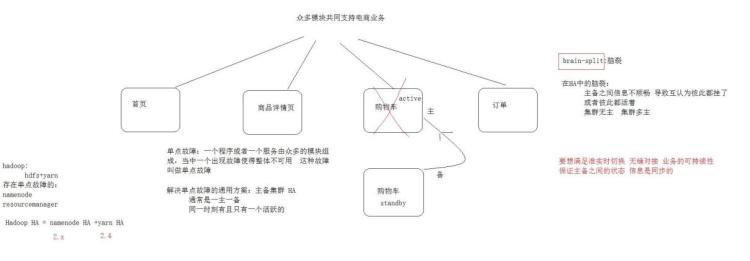 众多模块共同支持电商业务
首页
商品详情页
购物车
active
主
订单
备
购物车
standby
brain-split:脑裂
在HA中的脑裂:
主备之间信息不顺畅 导致互认为彼此都挂了
或者彼此都活着
集群无主 集群多主
单点故障: 一个程序或者一个服务由众多的模块组
成, 当中一个出现故障使得整体不可用 这种故障
叫做单点故障
解决单点故障的通用方案: 主备集群 HA
通常是一主一备
同一时刻有且只有一个活跃的
要想满足准实时切换 无缝对接 业务的可持续性
保证主备之间的状态 信息是同步的
hadoop:
hdfs+yarn
存在单点故障的:
namenode
resourcemanager
Hadoop HA = namenode HA +yarn HA
2.x 2.4